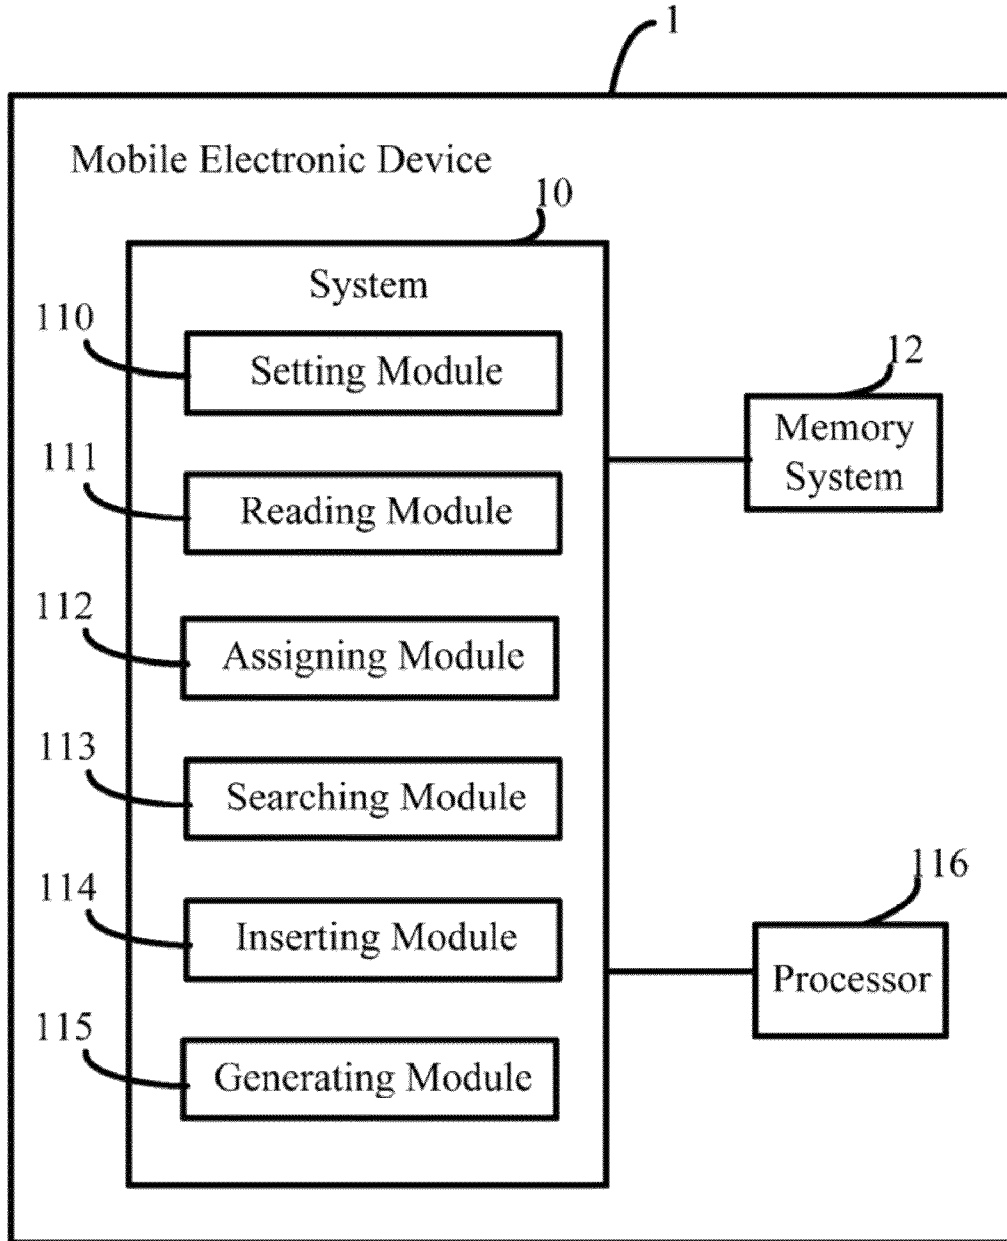 1
Mobile Electronic Device
10
System
110
Setting Module
12
Memory
System
111
Reading Module
112
Assigning Module
113
Searching Module
114
Inserting Module
116
Processor
115
Generating Module